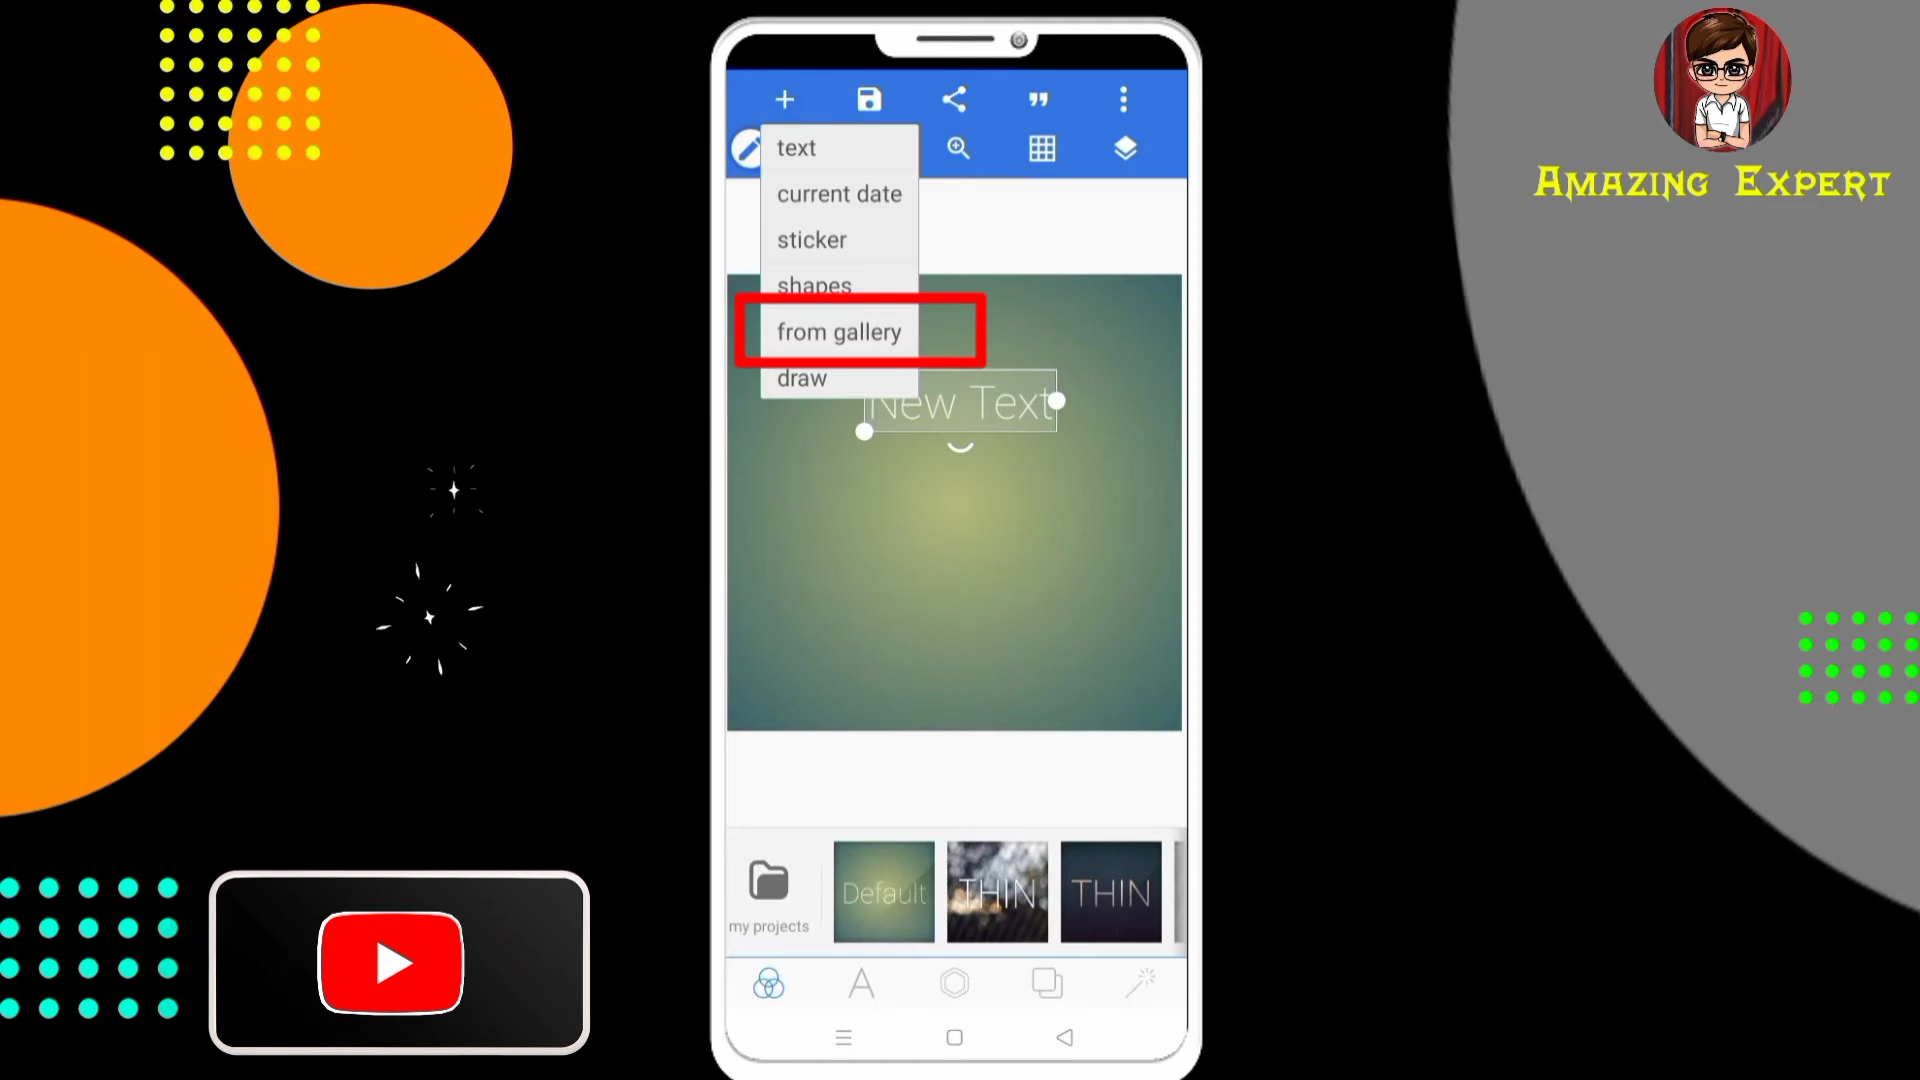 Amazing Expert
text
current date
sticker
shapes
from gallery
draw
New Text
Default
THIN
THIN
my projects